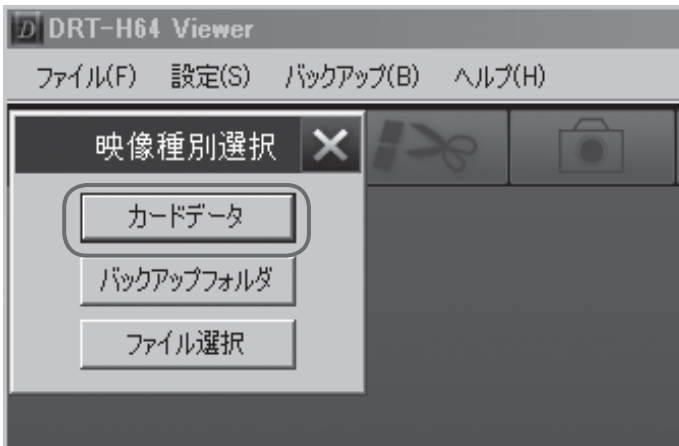 D DRT-H64 Viewer
ファイル(F) 設定(S) バックアップ(B) ヘルプ(H)
映像種別選択
カードデータ
バックアップフォルダ
ファイル選択